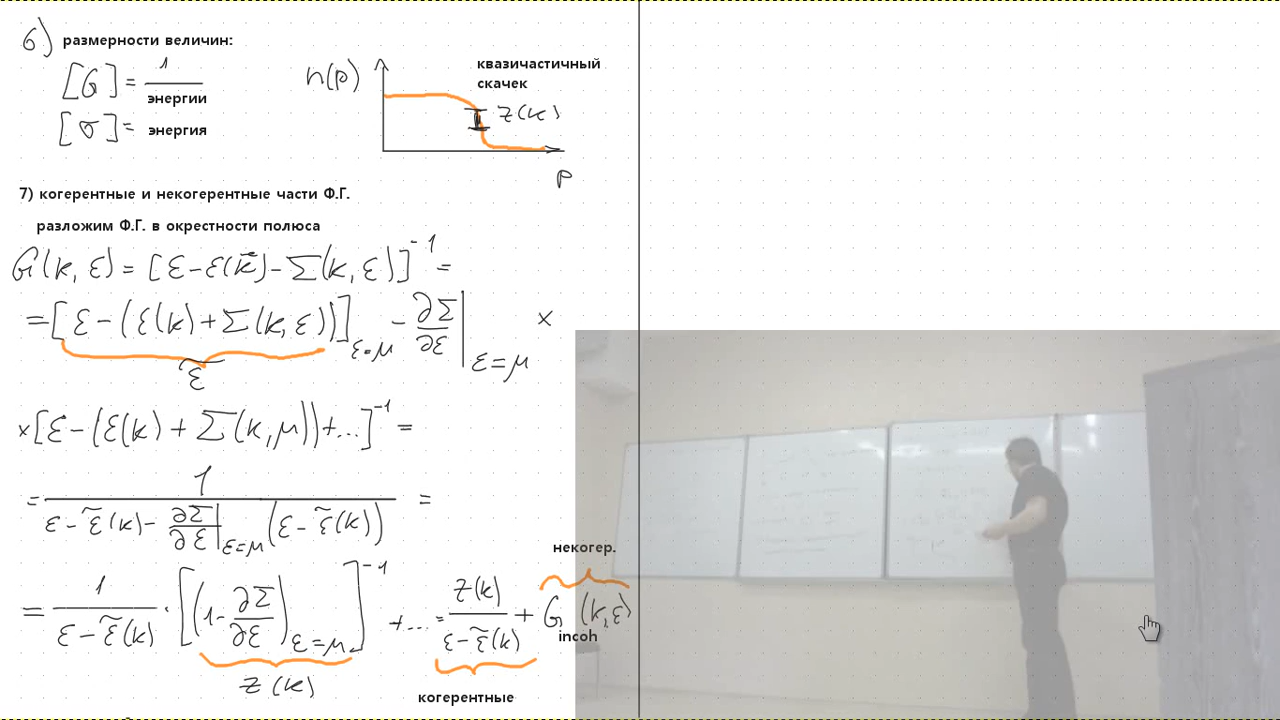 6) размерности величин:
[G] = 1 / энергии
[σ] = энергия
n(p)
квазичастичный
скачек
Z(k)
p
7) когерентные и некогерентные части Ф.Г.
разложим Ф.Г. в окрестности полюса
G(k, ε) = [ε - ε(k⃗) - Σ(k, ε)]⁻¹ =
= [ε - (ε(k) + Σ(k, ε))]_{ε=μ} - ∂Σ/∂ε |_{ε=μ} ×
ε̃
× [ε - (ε(k) + Σ(k, μ)) + ...]⁻¹ =
= 1 / (ε - ε̃(k) - ∂Σ/∂ε |_{ε=μ} (ε - ε̃(k))) =
некогер.
= 1 / (ε - ε̃(k)) · [(1 - ∂Σ/∂ε)_{ε=μ}]⁻¹ + ... = Z(k) / (ε - ε̃(k)) + G incoh (k, ε)
Z(k)
когерентные